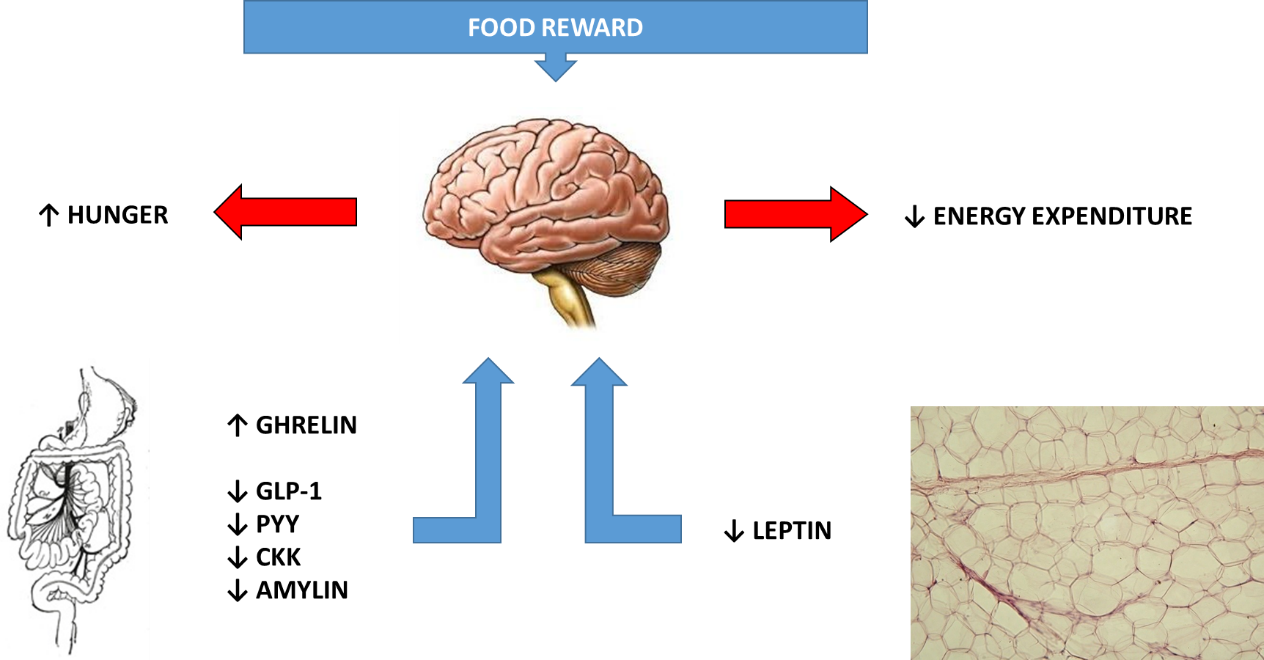 FOOD REWARD
↑ HUNGER
↓ ENERGY EXPENDITURE
↑ GHRELIN
↓ GLP-1
↓ PYY
↓ CKK
↓ AMYLIN
↓ LEPTIN